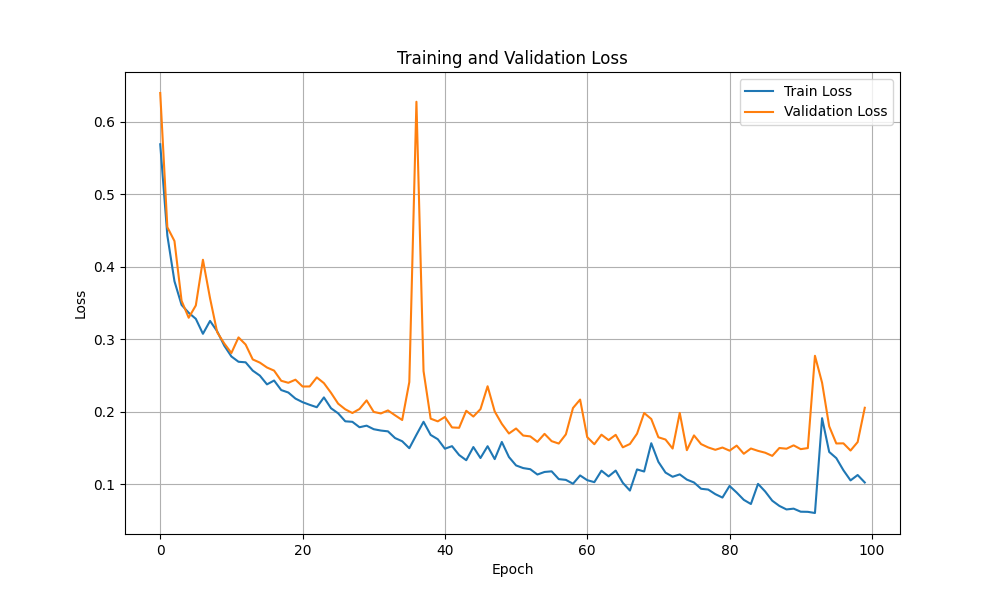 Training and Validation Loss
Train Loss
Validation Loss
0.6
0.5
0.4
0.3
0.2
0.1
Loss
0 20 40 60 80 100
Epoch